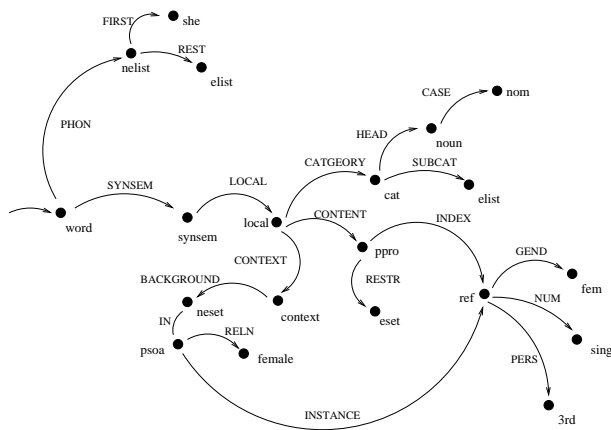 FIRST
she
REST
nelist
elist
CASE
nom
PHON
HEAD
noun
CATGEORY
SUBCAT
SYNSEM
LOCAL
cat
elist
word
synsem
local
CONTENT
INDEX
ppro
CONTEXT
GEND
BACKGROUND
RESTR
fem
ref
NUM
neset
context
eset
IN
RELN
sing
psoa
female
PERS
INSTANCE
3rd